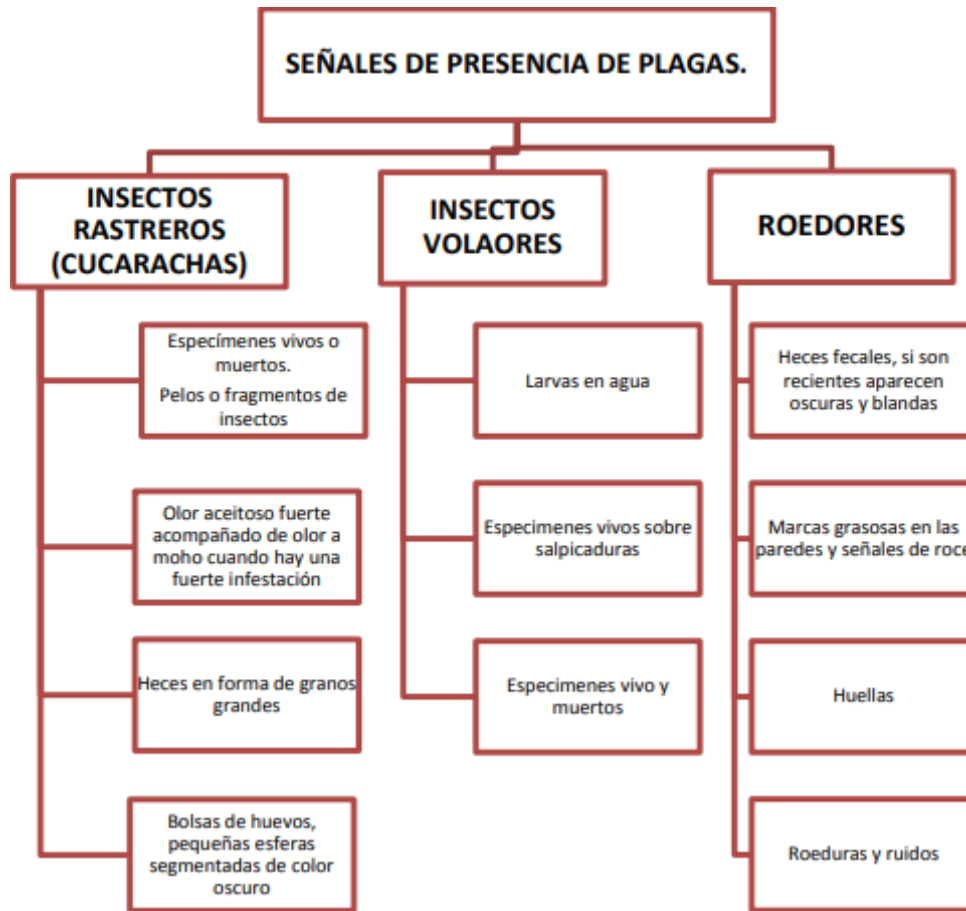 SEÑALES DE PRESENCIA DE PLAGAS.
INSECTOS
RASTREROS
(CUCARACHAS)
Especímenes vivos o
muertos.
Pelos o fragmentos de
insectos
Olor aceitoso fuerte
acompañado de olor a
moho cuando hay una
fuerte infestación
Heces en forma de granos
grandes
Bolsas de huevos,
pequeñas esferas
segmentadas de color
oscuro
INSECTOS
VOLAORES
Larvas en agua
Especimenes vivos sobre
salpicaduras
Especimenes vivo y
muertos
ROEDORES
Heces fecales, si son
recientes aparecen
oscuras y blandas
Marcas grasosas en las
paredes y señales de roce
Huellas
Roeduras y ruidos